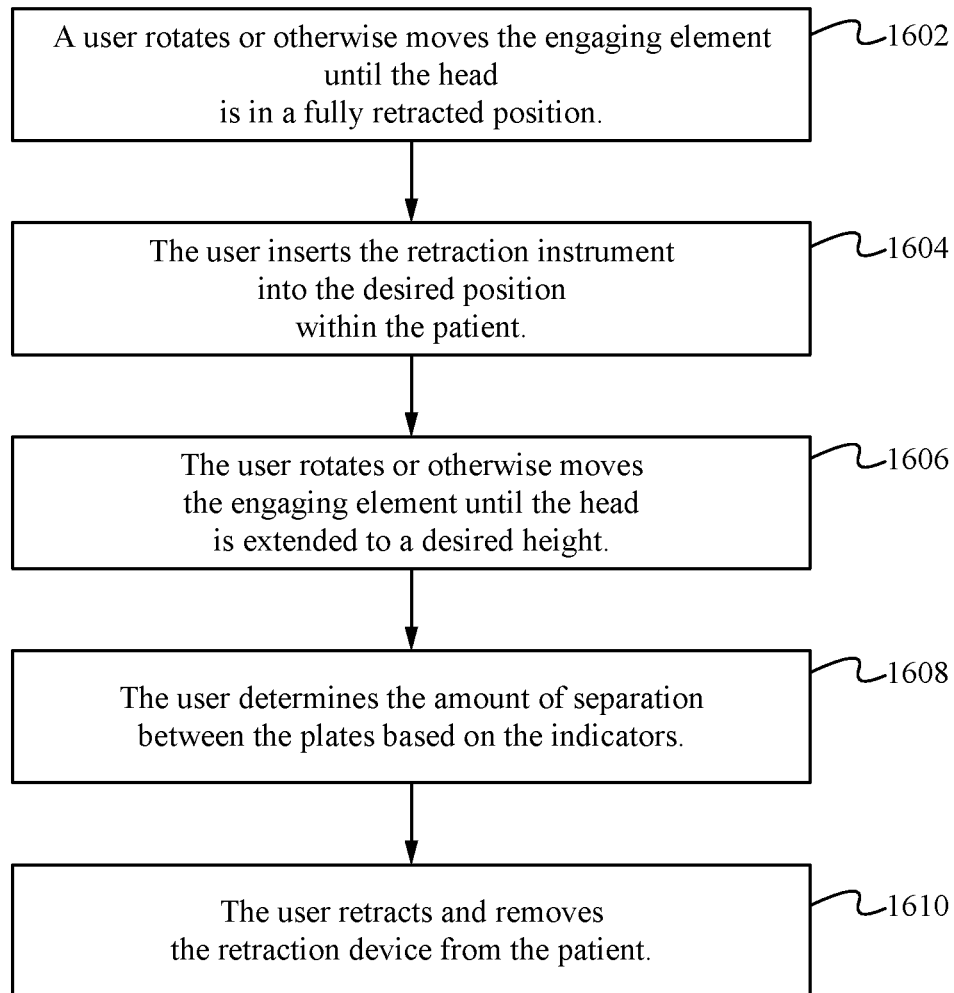 A user rotates or otherwise moves the engaging element
until the head
is in a fully retracted position.
1602
The user inserts the retraction instrument
into the desired position
within the patient.
1604
The user rotates or otherwise moves
the engaging element until the head
is extended to a desired height.
1606
The user determines the amount of separation
between the plates based on the indicators.
1608
The user retracts and removes
the retraction device from the patient.
1610